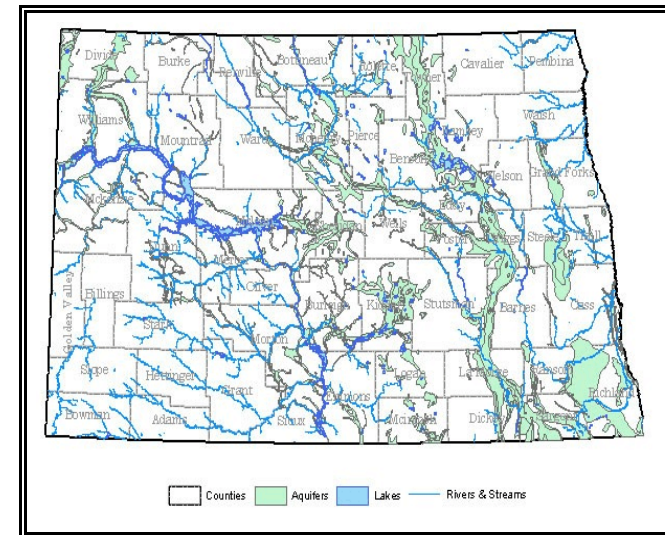 Divide Burke Renville Bottineau Rolette Towner Cavalier Pembina
Williams Mountrail Ward McHenry Pierce Benson Ramsey Walsh
Nelson Grand Forks
McKenzie McLean Wells Eddy Foster Griggs Steele Traill
Dunn Mercer Oliver
Billings Golden Valley Burleigh Kidder Stutsman Barnes Cass
Stark Morton
Slope Hettinger Grant Logan LaMoure Ransom Richland
Bowman Adams Sioux Emmons McIntosh Dickey
Counties Aquifers Lakes Rivers & Streams